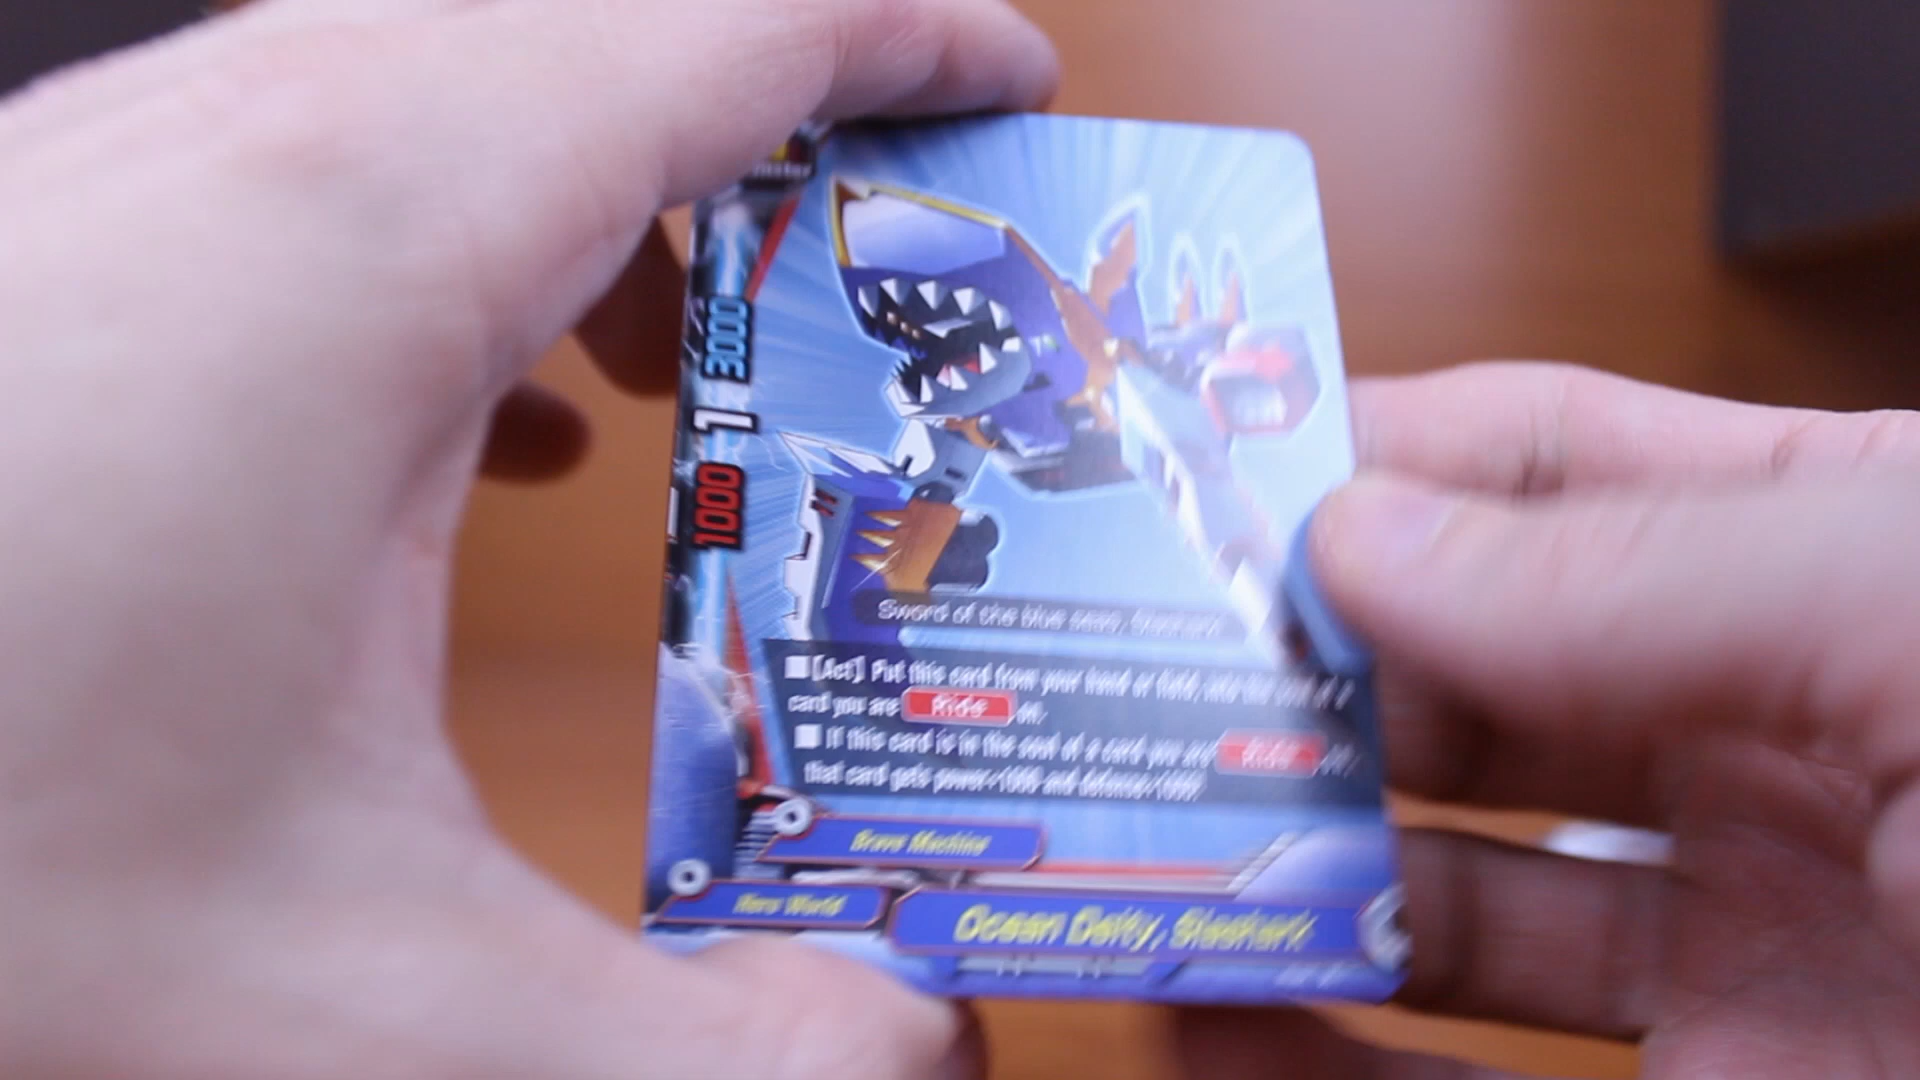 3000
1
1000
Sword of the blue seas, Slashark!
■[Act] Put this card from your hand or field, into the soul of a
card you are Ride on.
■ If this card is in the soul of a card you are Ride on,
that card gets power+1000 and defense+1000!
Brave Machine
Hero World
Ocean Deity, Slashark